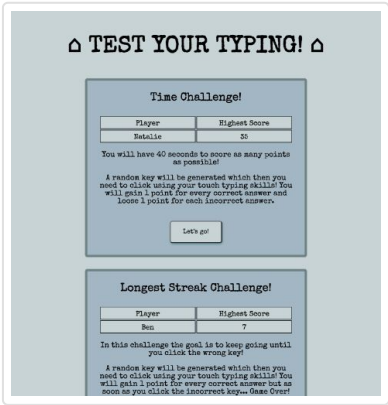 TEST YOUR TYPING!
Time Challenge!
Player Highest Score
Natalie 35
You will have 40 seconds to score as many points
as possible!
A random key will be generated which then you
need to click using your touch typing skills! You
will gain 1 point for every correct answer and
loose 1 point for each incorrect answer.
Let's go!
Longest Streak Challenge!
Player Highest Score
Ben 7
In this challenge the goal is to keep going until
you click the wrong key!
A random key will be generated which then you
need to click using your touch typing skills! You
will gain 1 point for every correct answer but as
soon as you click the incorrect key... Game Over!